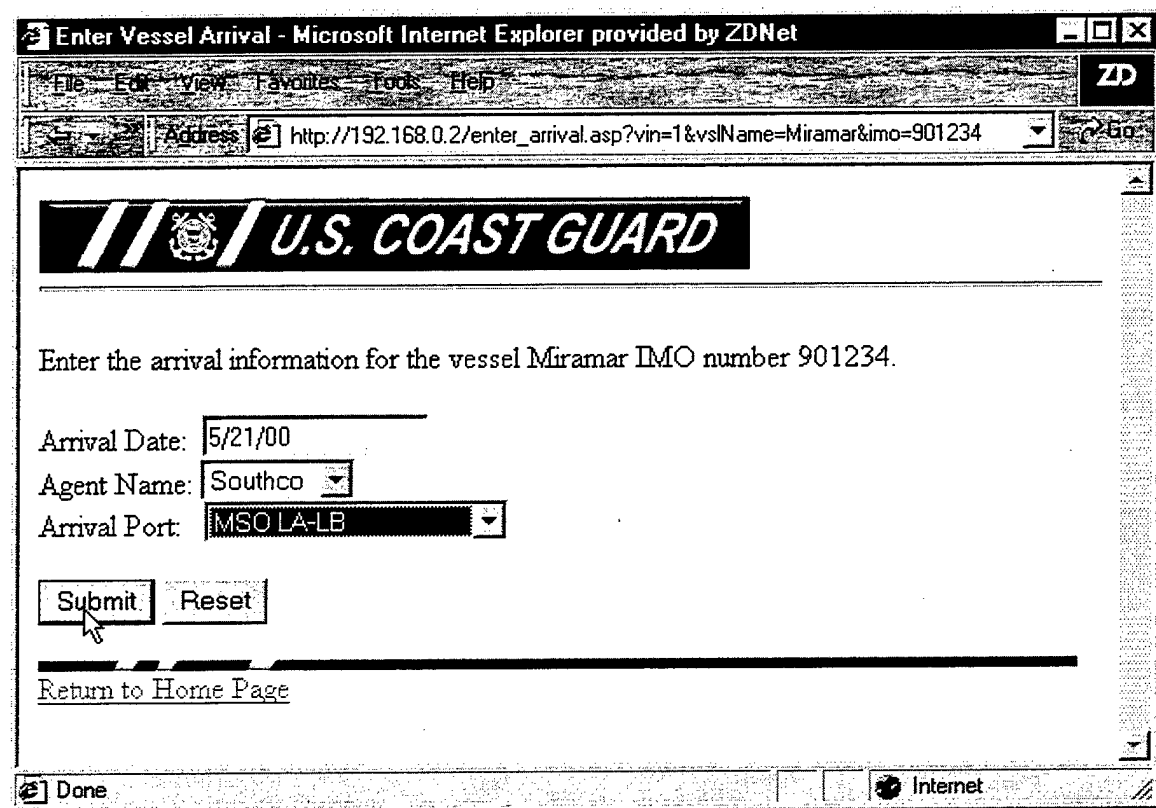 Enter Vessel Arrival - Microsoft Internet Explorer provided by ZDNet
File Edit View Favorites Tools Help
ZD
Address http://192.168.0.2/enter_arrival.asp?vin=1&vslName=Miramar&imo=901234 Go
U.S. COAST GUARD
Enter the arrival information for the vessel Miramar IMO number 901234.
Arrival Date: 5/21/00
Agent Name: Southco
Arrival Port: MSO LA-LB
Submit Reset
Return to Home Page
Done Internet